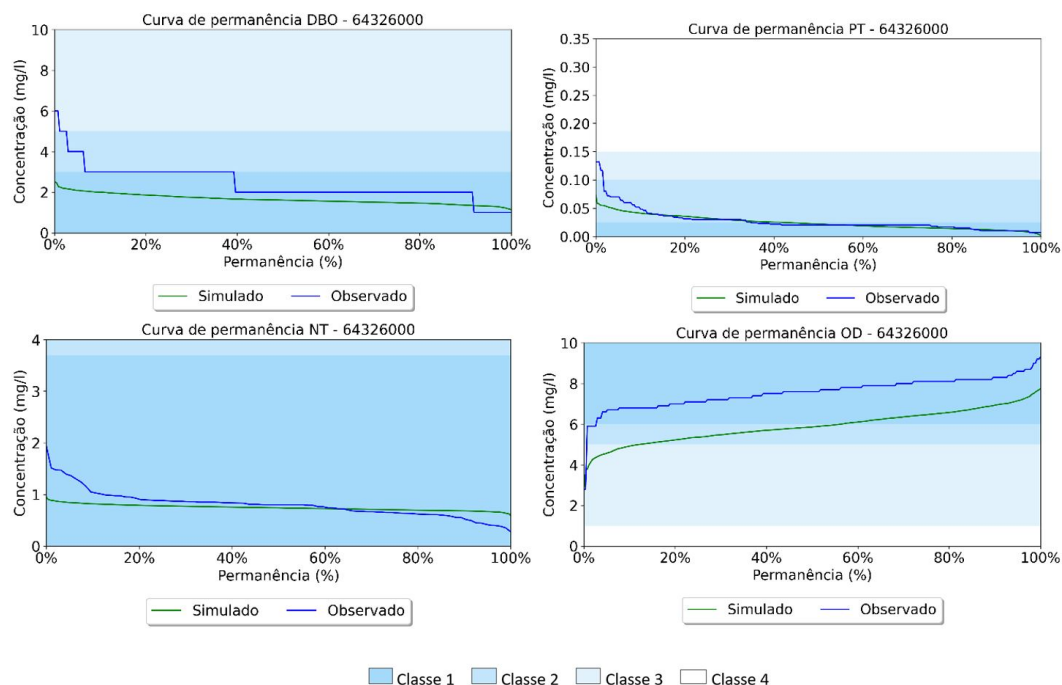 Curva de permanência DBO - 64326000
Concentração (mg/l)
10
8
6
4
2
0
0% 20% 40% 60% 80% 100%
Permanência (%)
Simulado Observado
Curva de permanência PT - 64326000
Concentração (mg/l)
0.35
0.30
0.25
0.20
0.15
0.10
0.05
0.00
0% 20% 40% 60% 80% 100%
Permanência (%)
Simulado Observado
Curva de permanência NT - 64326000
Concentração (mg/l)
4
3
2
1
0
0% 20% 40% 60% 80% 100%
Permanência (%)
Simulado Observado
Curva de permanência OD - 64326000
Concentração (mg/l)
10
8
6
4
2
0
0% 20% 40% 60% 80% 100%
Permanência (%)
Simulado Observado
Classe 1 Classe 2 Classe 3 Classe 4